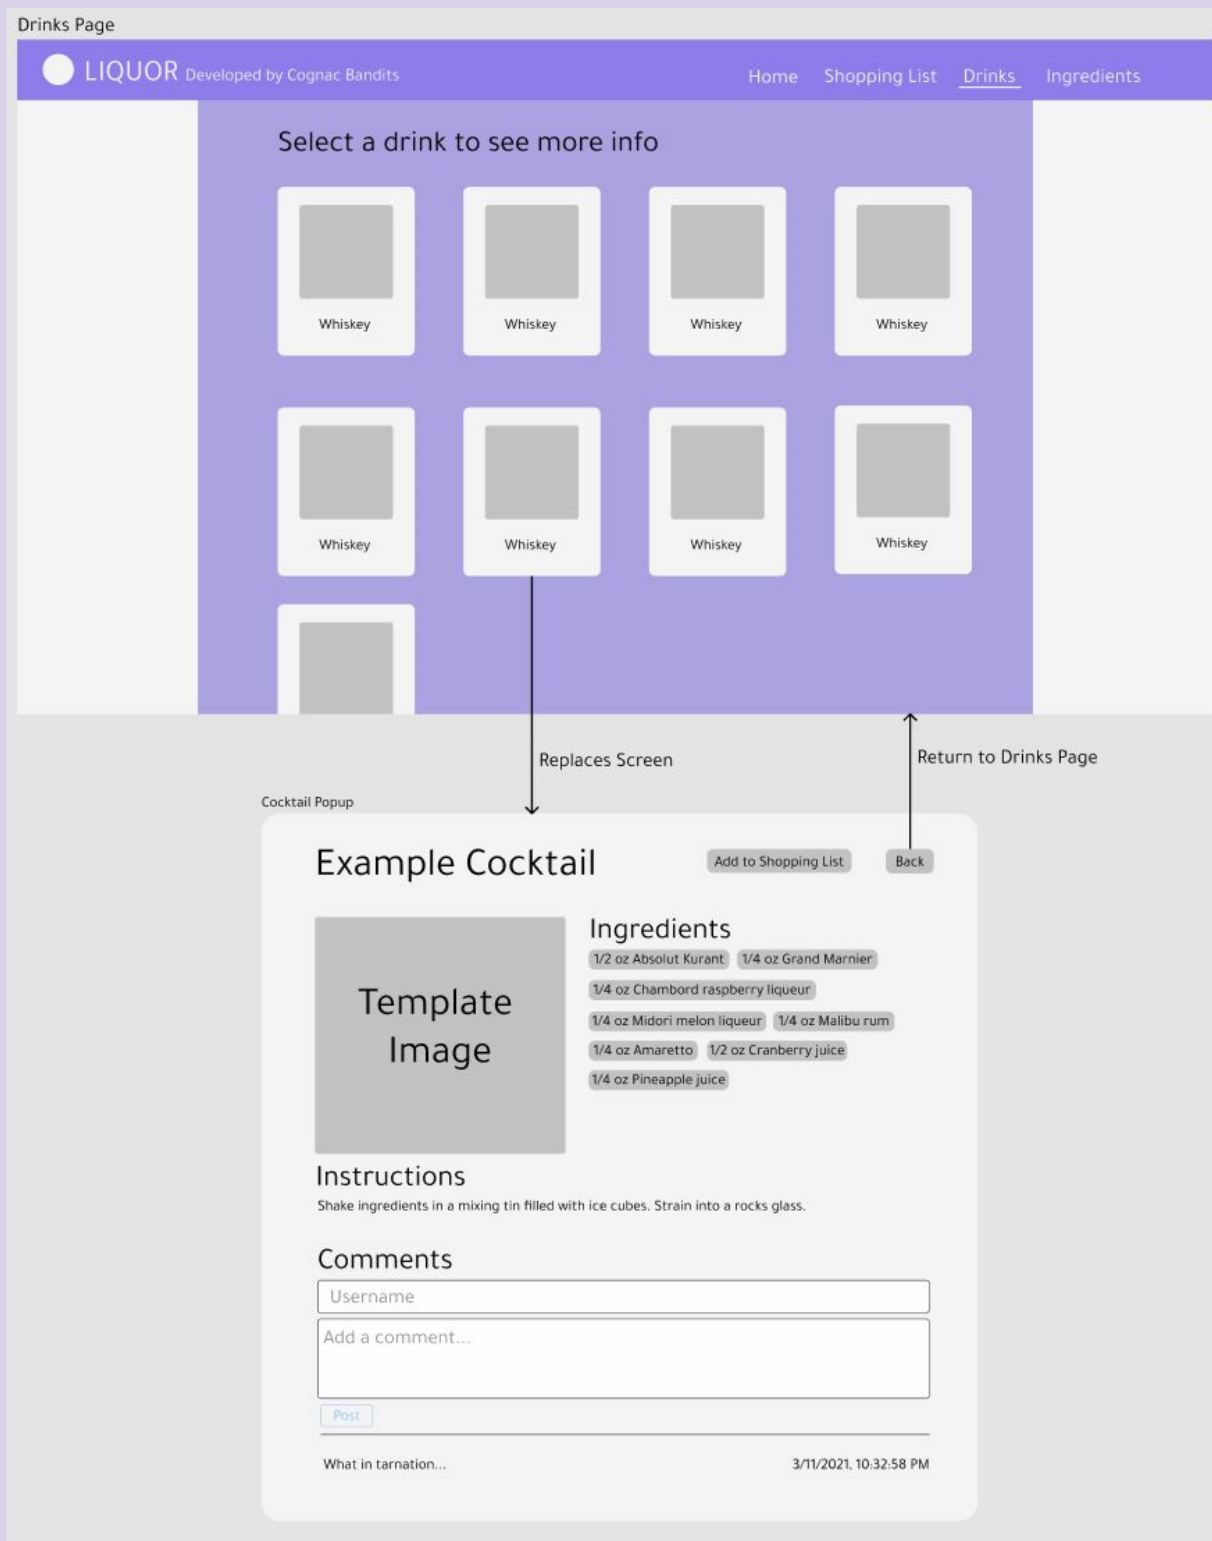 Drinks Page
LIQUOR Developed by Cognac Bandits
Home Shopping List Drinks Ingredients
Select a drink to see more info
Whiskey Whiskey Whiskey Whiskey
Whiskey Whiskey Whiskey Whiskey
Replaces Screen
Return to Drinks Page
Cocktail Popup
Example Cocktail
Add to Shopping List
Back
Template
Image
Ingredients
1/2 oz Absolut Kurant 1/4 oz Grand Marnier
1/4 oz Chambord raspberry liqueur
1/4 oz Midori melon liqueur 1/4 oz Malibu rum
1/4 oz Amaretto 1/2 oz Cranberry juice
1/4 oz Pineapple juice
Instructions
Shake ingredients in a mixing tin filled with ice cubes. Strain into a rocks glass.
Comments
Username
Add a comment...
Post
What in tarnation... 3/11/2021, 10:32:58 PM